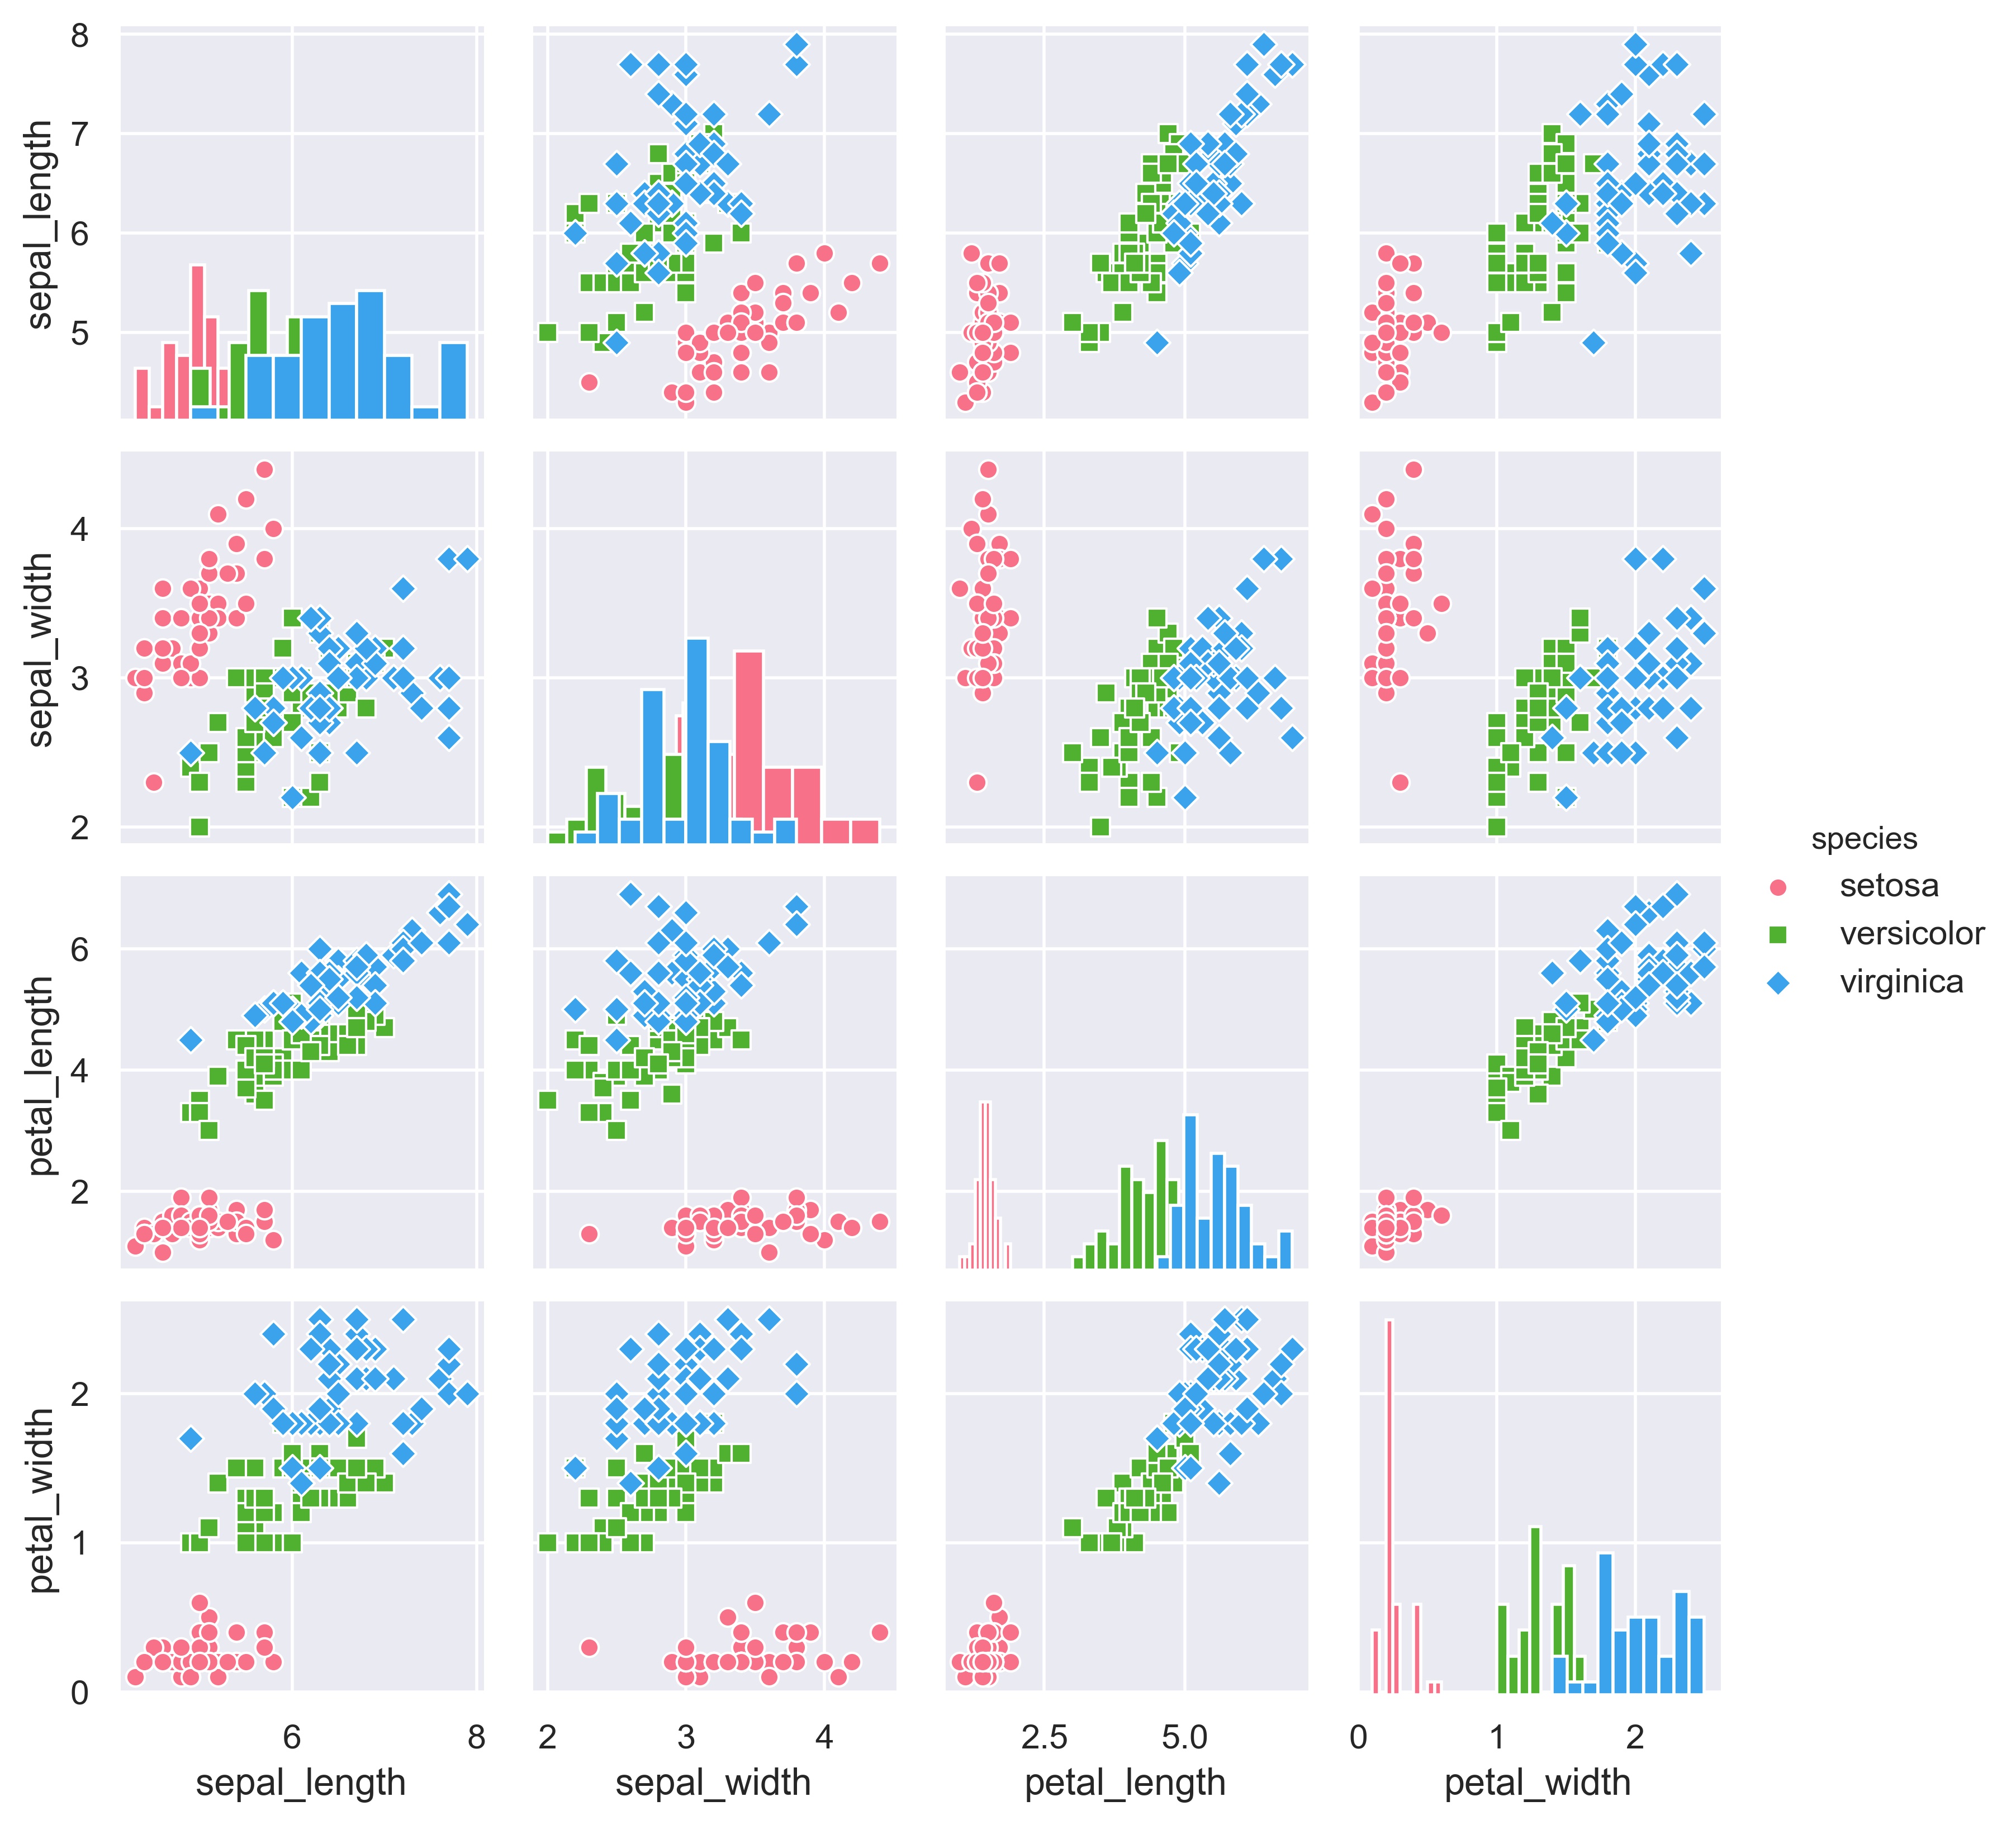 8
7
6
5
sepal_length
4
3
2
sepal_width
6
4
2
petal_length
2
1
0
petal_width
6 8
2 3 4
2.5 5.0
0 1 2
sepal_length
sepal_width
petal_length
petal_width
species
setosa
versicolor
virginica